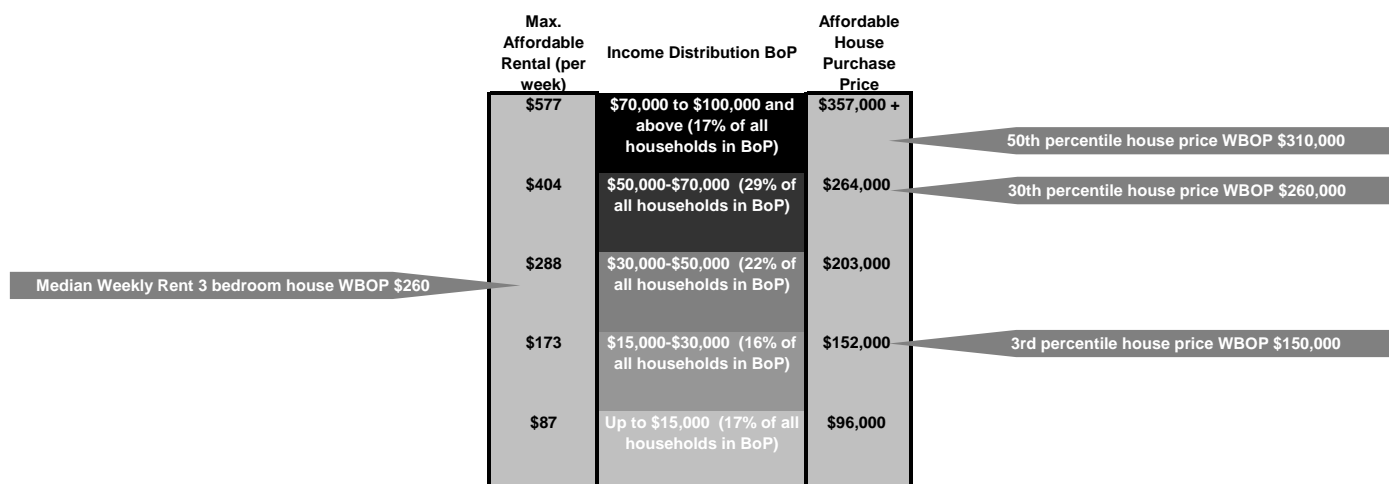 Max.
Affordable
Rental (per
week)
Income Distribution BoP
Affordable
House
Purchase
Price
$577
$70,000 to $100,000 and
above (17% of all
households in BoP)
$357,000 +
50th percentile house price WBOP $310,000
$404
$50,000-$70,000 (29% of
all households in BoP)
$264,000
30th percentile house price WBOP $260,000
$288
$30,000-$50,000 (22% of
all households in BoP)
$203,000
Median Weekly Rent 3 bedroom house WBOP $260
$173
$15,000-$30,000 (16% of
all households in BoP)
$152,000
3rd percentile house price WBOP $150,000
$87
Up to $15,000 (17% of all
households in BoP)
$96,000